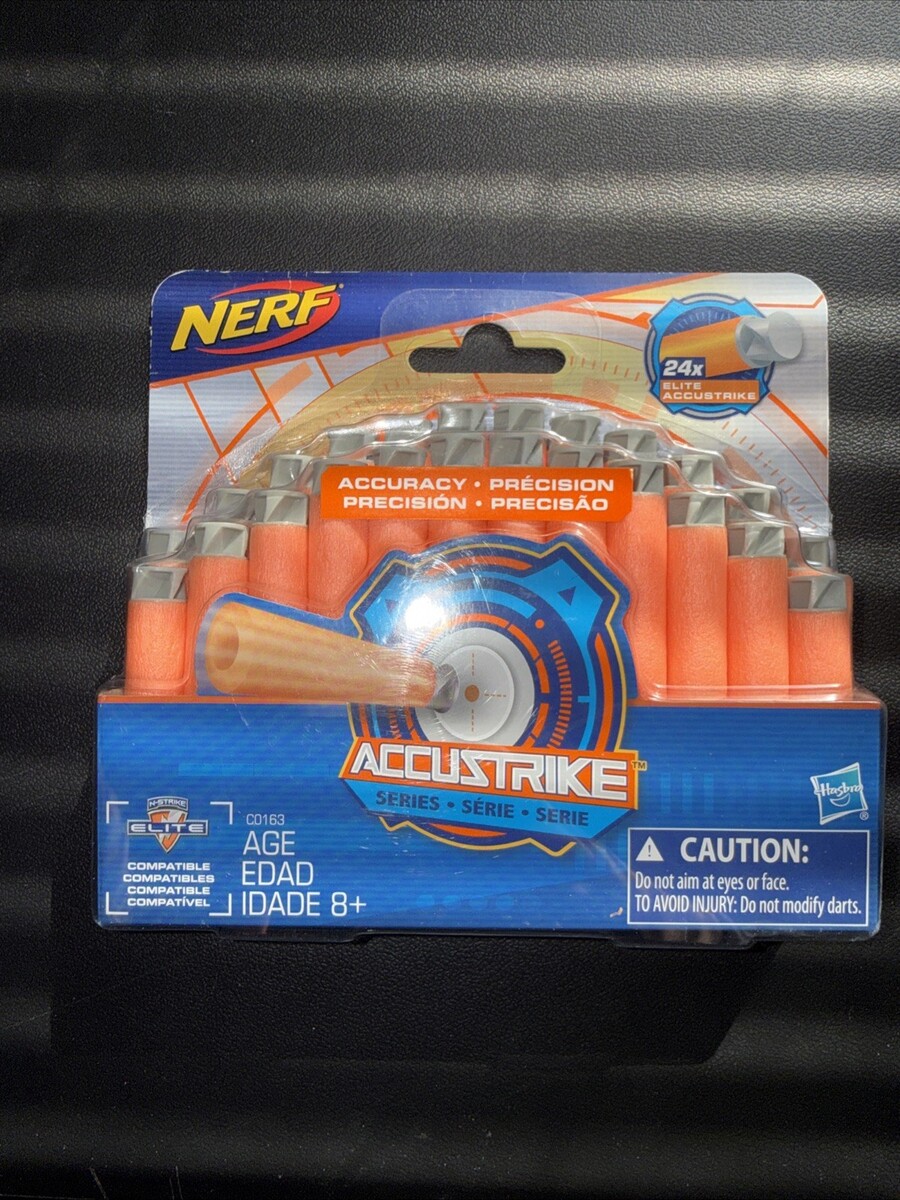 NERF
24x
ELITE
ACCUSTRIKE
ACCURACY • PRÉCISION
PRECISIÓN • PRECISÃO
ACCUSTRIKE™
SERIES • SÉRIE • SERIE
Hasbro®
N-STRIKE
ELITE
COMPATIBLE
COMPATIBLES
COMPATIBLE
COMPATÍVEL
C0163
AGE
EDAD
IDADE 8+
CAUTION:
Do not aim at eyes or face.
TO AVOID INJURY: Do not modify darts.